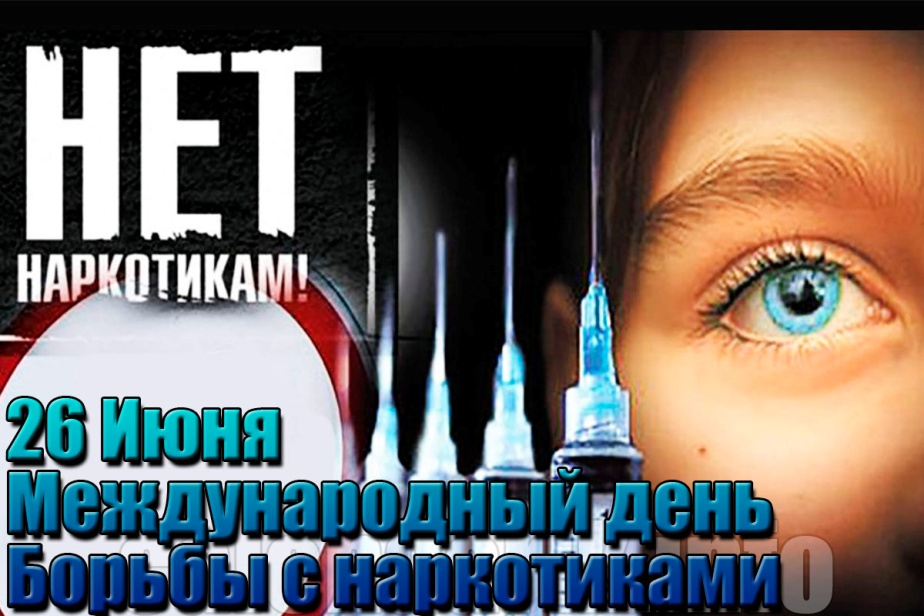 НЕТ
НАРКОТИКАМ!
26 Июня
Международный день
Борьбы с наркотиками